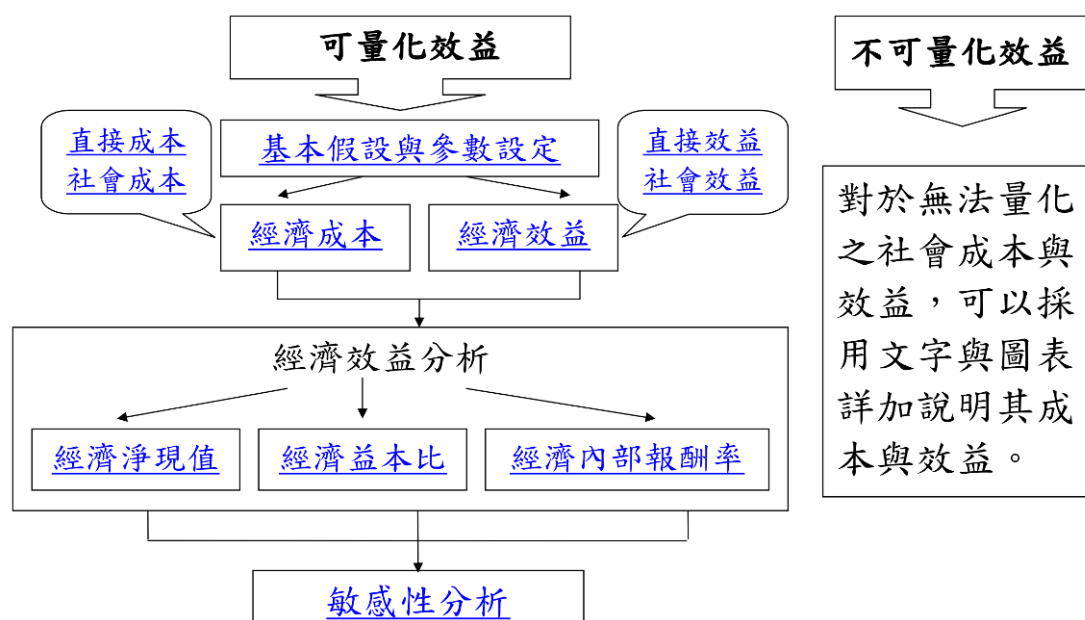 可量化效益
不可量化效益
直接成本
社會成本
基本假設與參數設定
直接效益
社會效益
經濟成本
經濟效益
對於無法量化
之社會成本與
效益，可以採
用文字與圖表
詳加說明其成
本與效益。
經濟效益分析
經濟淨現值
經濟益本比
經濟內部報酬率
敏感性分析